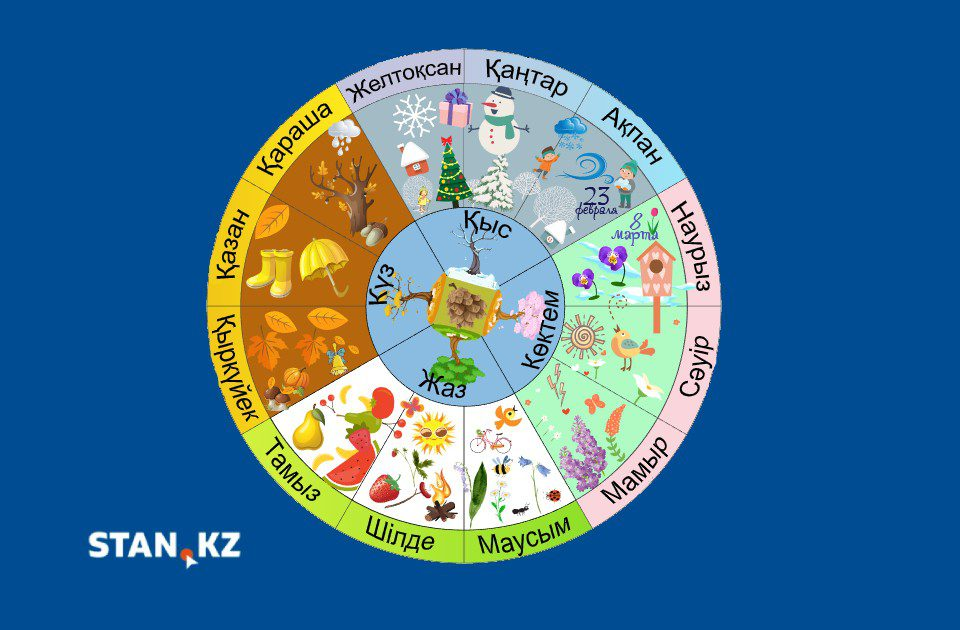 Желтоқсан
Қаңтар
Ақпан
Наурыз
Сәуір
Мамыр
Маусым
Шілде
Тамыз
Қыркүйек
Қазан
Қараша
23
февраля
8
марта
Қыс
Көктем
Жаз
Күз
STAN.KZ